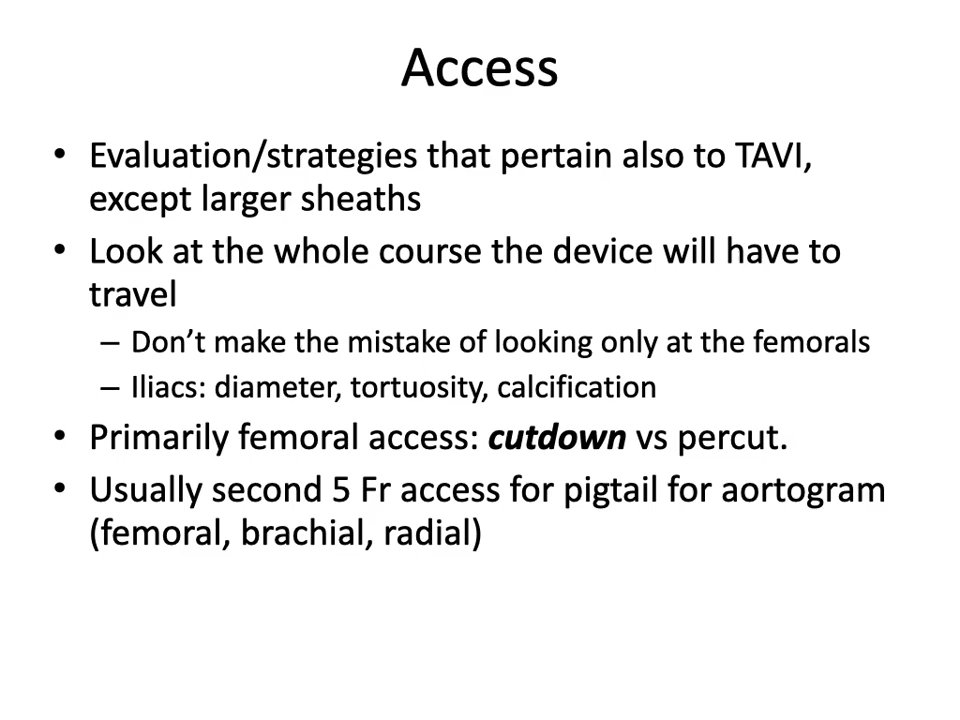 Access
• Evaluation/strategies that pertain also to TAVI,
except larger sheaths
• Look at the whole course the device will have to
travel
– Don’t make the mistake of looking only at the femorals
– Iliacs: diameter, tortuosity, calcification
• Primarily femoral access: cutdown vs percut.
• Usually second 5 Fr access for pigtail for aortogram
(femoral, brachial, radial)